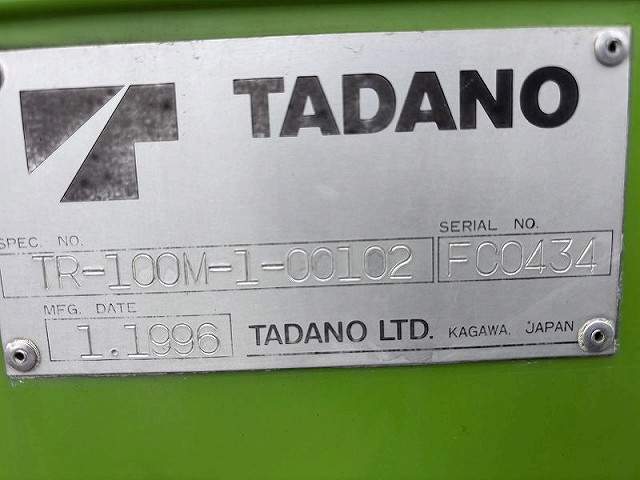 TADANO
SPEC. NO.
TR-100M-1-00102
SERIAL NO.
FC0434
MFG. DATE
1.1996
TADANO LTD. KAGAWA, JAPAN